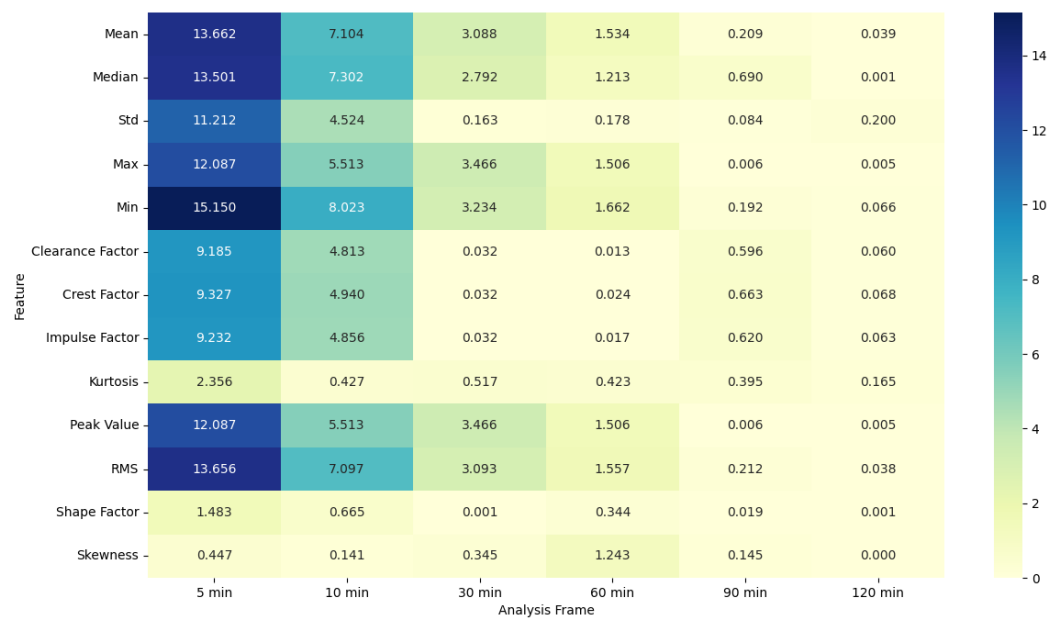 Mean 13.662 7.104 3.088 1.534 0.209 0.039
Median 13.501 7.302 2.792 1.213 0.690 0.001
Std 11.212 4.524 0.163 0.178 0.084 0.200
Max 12.087 5.513 3.466 1.506 0.006 0.005
Min 15.150 8.023 3.234 1.662 0.192 0.066
Clearance Factor 9.185 4.813 0.032 0.013 0.596 0.060
Crest Factor 9.327 4.940 0.032 0.024 0.663 0.068
Impulse Factor 9.232 4.856 0.032 0.017 0.620 0.063
Kurtosis 2.356 0.427 0.517 0.423 0.395 0.165
Peak Value 12.087 5.513 3.466 1.506 0.006 0.005
RMS 13.656 7.097 3.093 1.557 0.212 0.038
Shape Factor 1.483 0.665 0.001 0.344 0.019 0.001
Skewness 0.447 0.141 0.345 1.243 0.145 0.000
5 min 10 min 30 min 60 min 90 min 120 min
Analysis Frame
Feature
14
12
10
8
6
4
2
0